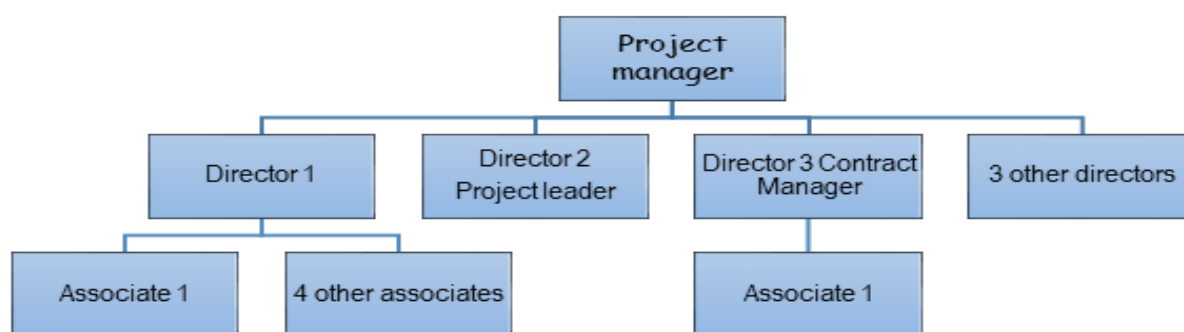 Project
manager
Director 1
Director 2
Project leader
Director 3 Contract
Manager
3 other directors
Associate 1
4 other associates
Associate 1